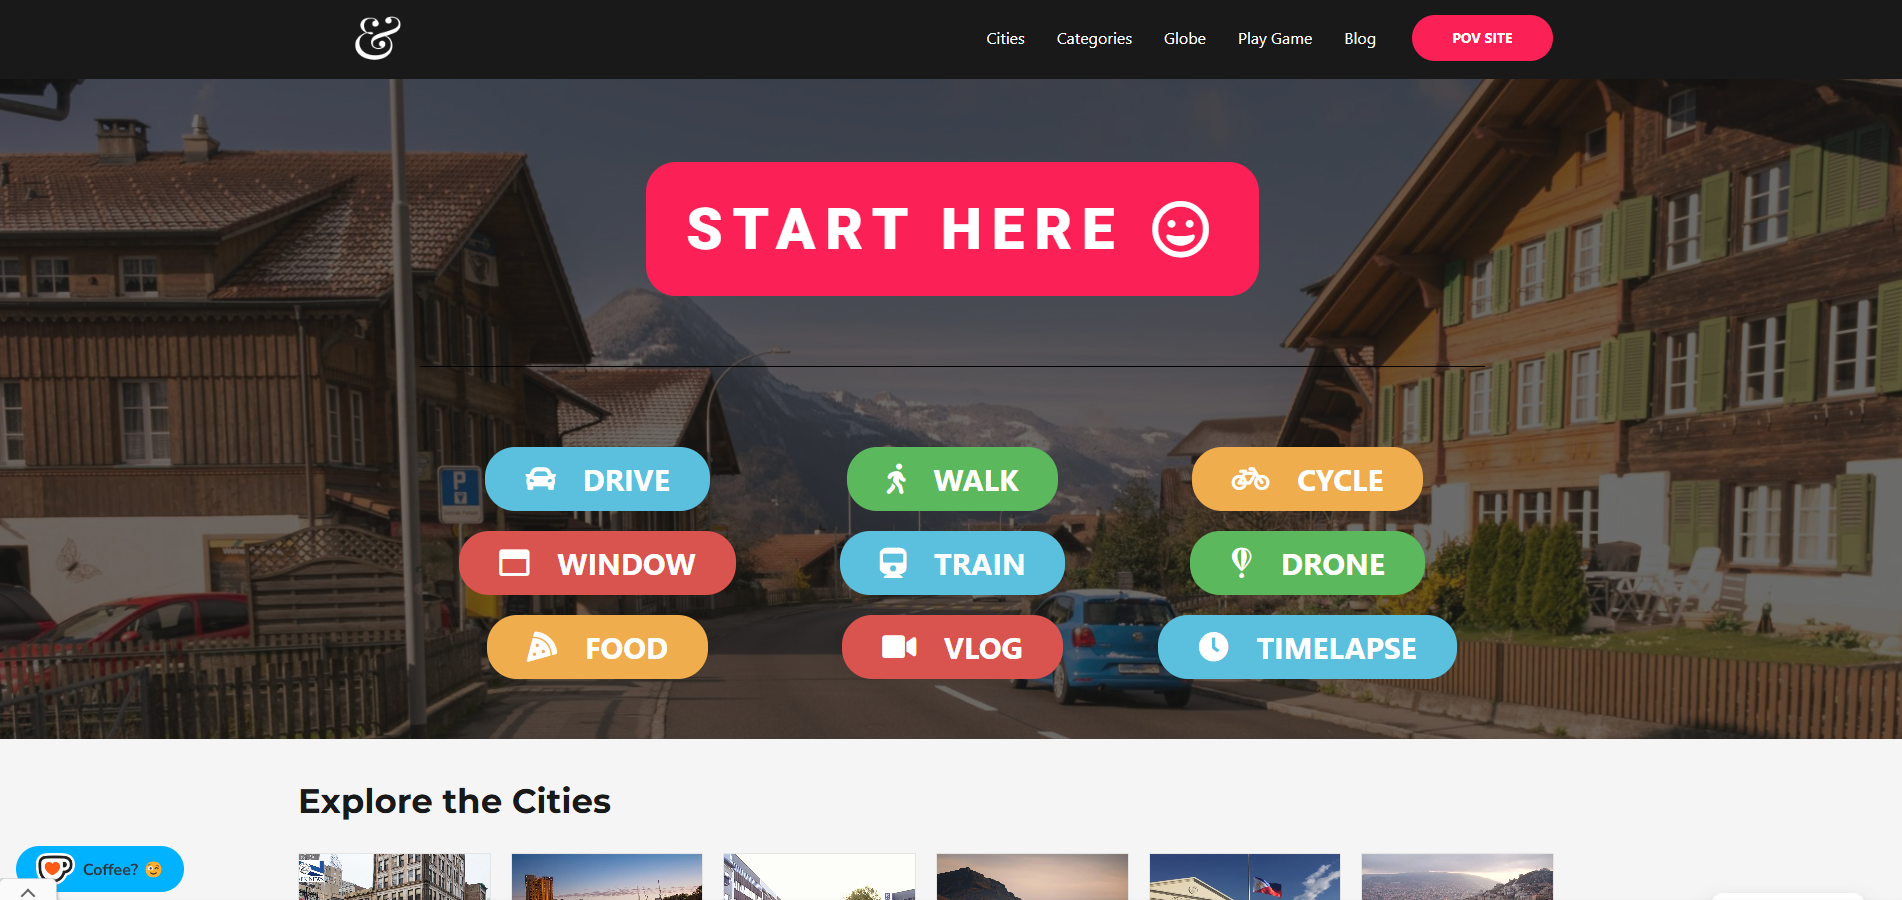 &
Cities Categories Globe Play Game Blog POV SITE
START HERE
DRIVE WALK CYCLE
P
WINDOW TRAIN DRONE
FOOD VLOG TIMELAPSE
Explore the Cities
Coffee?